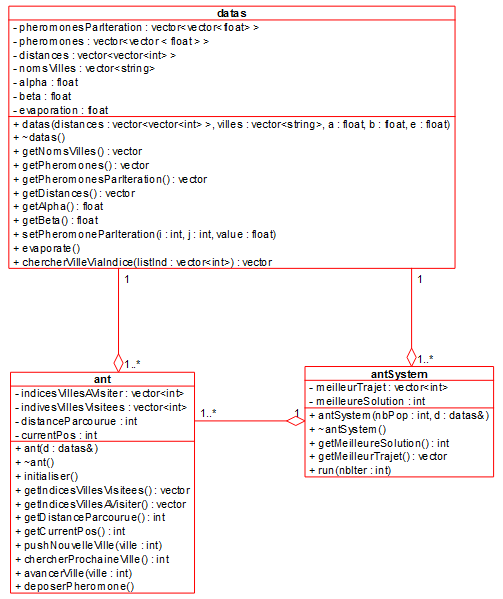 datas
- pheromonesParIteration : vector<vector<float> >
- pheromones : vector<vector < float > >
- distances : vector<vector<int> >
- nomsVilles : vector<string>
- alpha : float
- beta : float
- evaporation : float
+ datas(distances : vector<vector<int> >, villes : vector<string>, a : float, b : float, e : float)
+ ~datas()
+ getNomsVilles() : vector
+ getPheromones() : vector
+ getPheromonesParIteration() : vector
+ getDistances() : vector
+ getAlpha() : float
+ getBeta() : float
+ setPheromoneParIteration(i : int, j : int, value : float)
+ evaporate()
+ chercherVilleViaIndice(listInd : vector<int>) : vector
1
1
1..*
1..*
ant
- indicesVillesAVisiter : vector<int>
- indivesVillesVisitees : vector<int>
- distanceParcourue : int
- currentPos : int
+ ant(d : datas&)
+ ~ant()
+ initialiser()
+ getIndicesVillesVisitees() : vector
+ getIndicesVillesAVisiter() : vector
+ getDistanceParcourue() : int
+ getCurrentPos() : int
+ pushNouvelleVille(ville : int)
+ chercherProchaineVille() : int
+ avancerVille(ville : int)
+ deposerPheromone()
1..*
1
antSystem
- meilleurTrajet : vector<int>
- meilleureSolution : int
+ antSystem(nbPop : int, d : datas&)
+ ~antSystem()
+ getMeilleureSolution() : int
+ getMeilleurTrajet() : vector
+ run(nbIter : int)